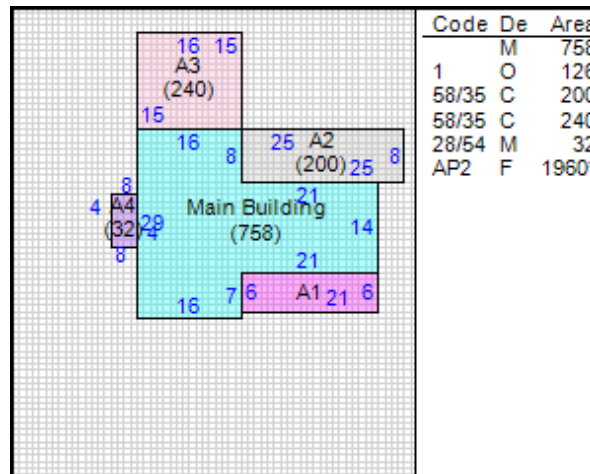 Code De Area
M 758
1 O 126
58/35 C 200
58/35 C 240
28/54 M 32
AP2 F 1960
16 15
A3
(240)
15
16
8
25
A2
(200)
25
8
8
4
A4
(32)
4
8
29
21
Main Building
(758)
14
21
16
7
6
A1
21
6